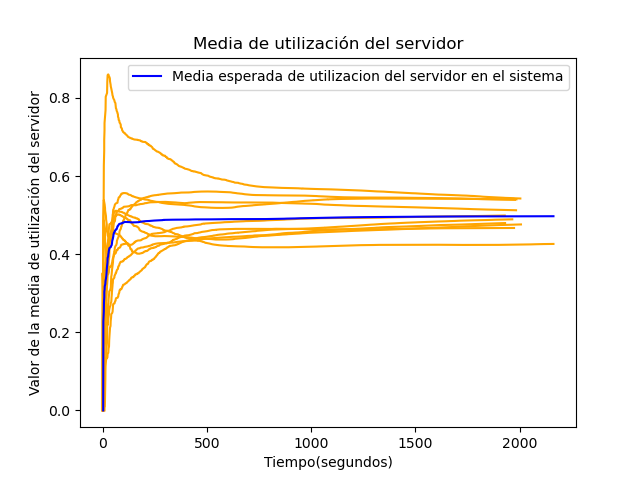 Media de utilización del servidor
Media esperada de utilizacion del servidor en el sistema
Valor de la media de utilización del servidor
0.8
0.6
0.4
0.2
0.0
0
500
1000
1500
2000
Tiempo(segundos)